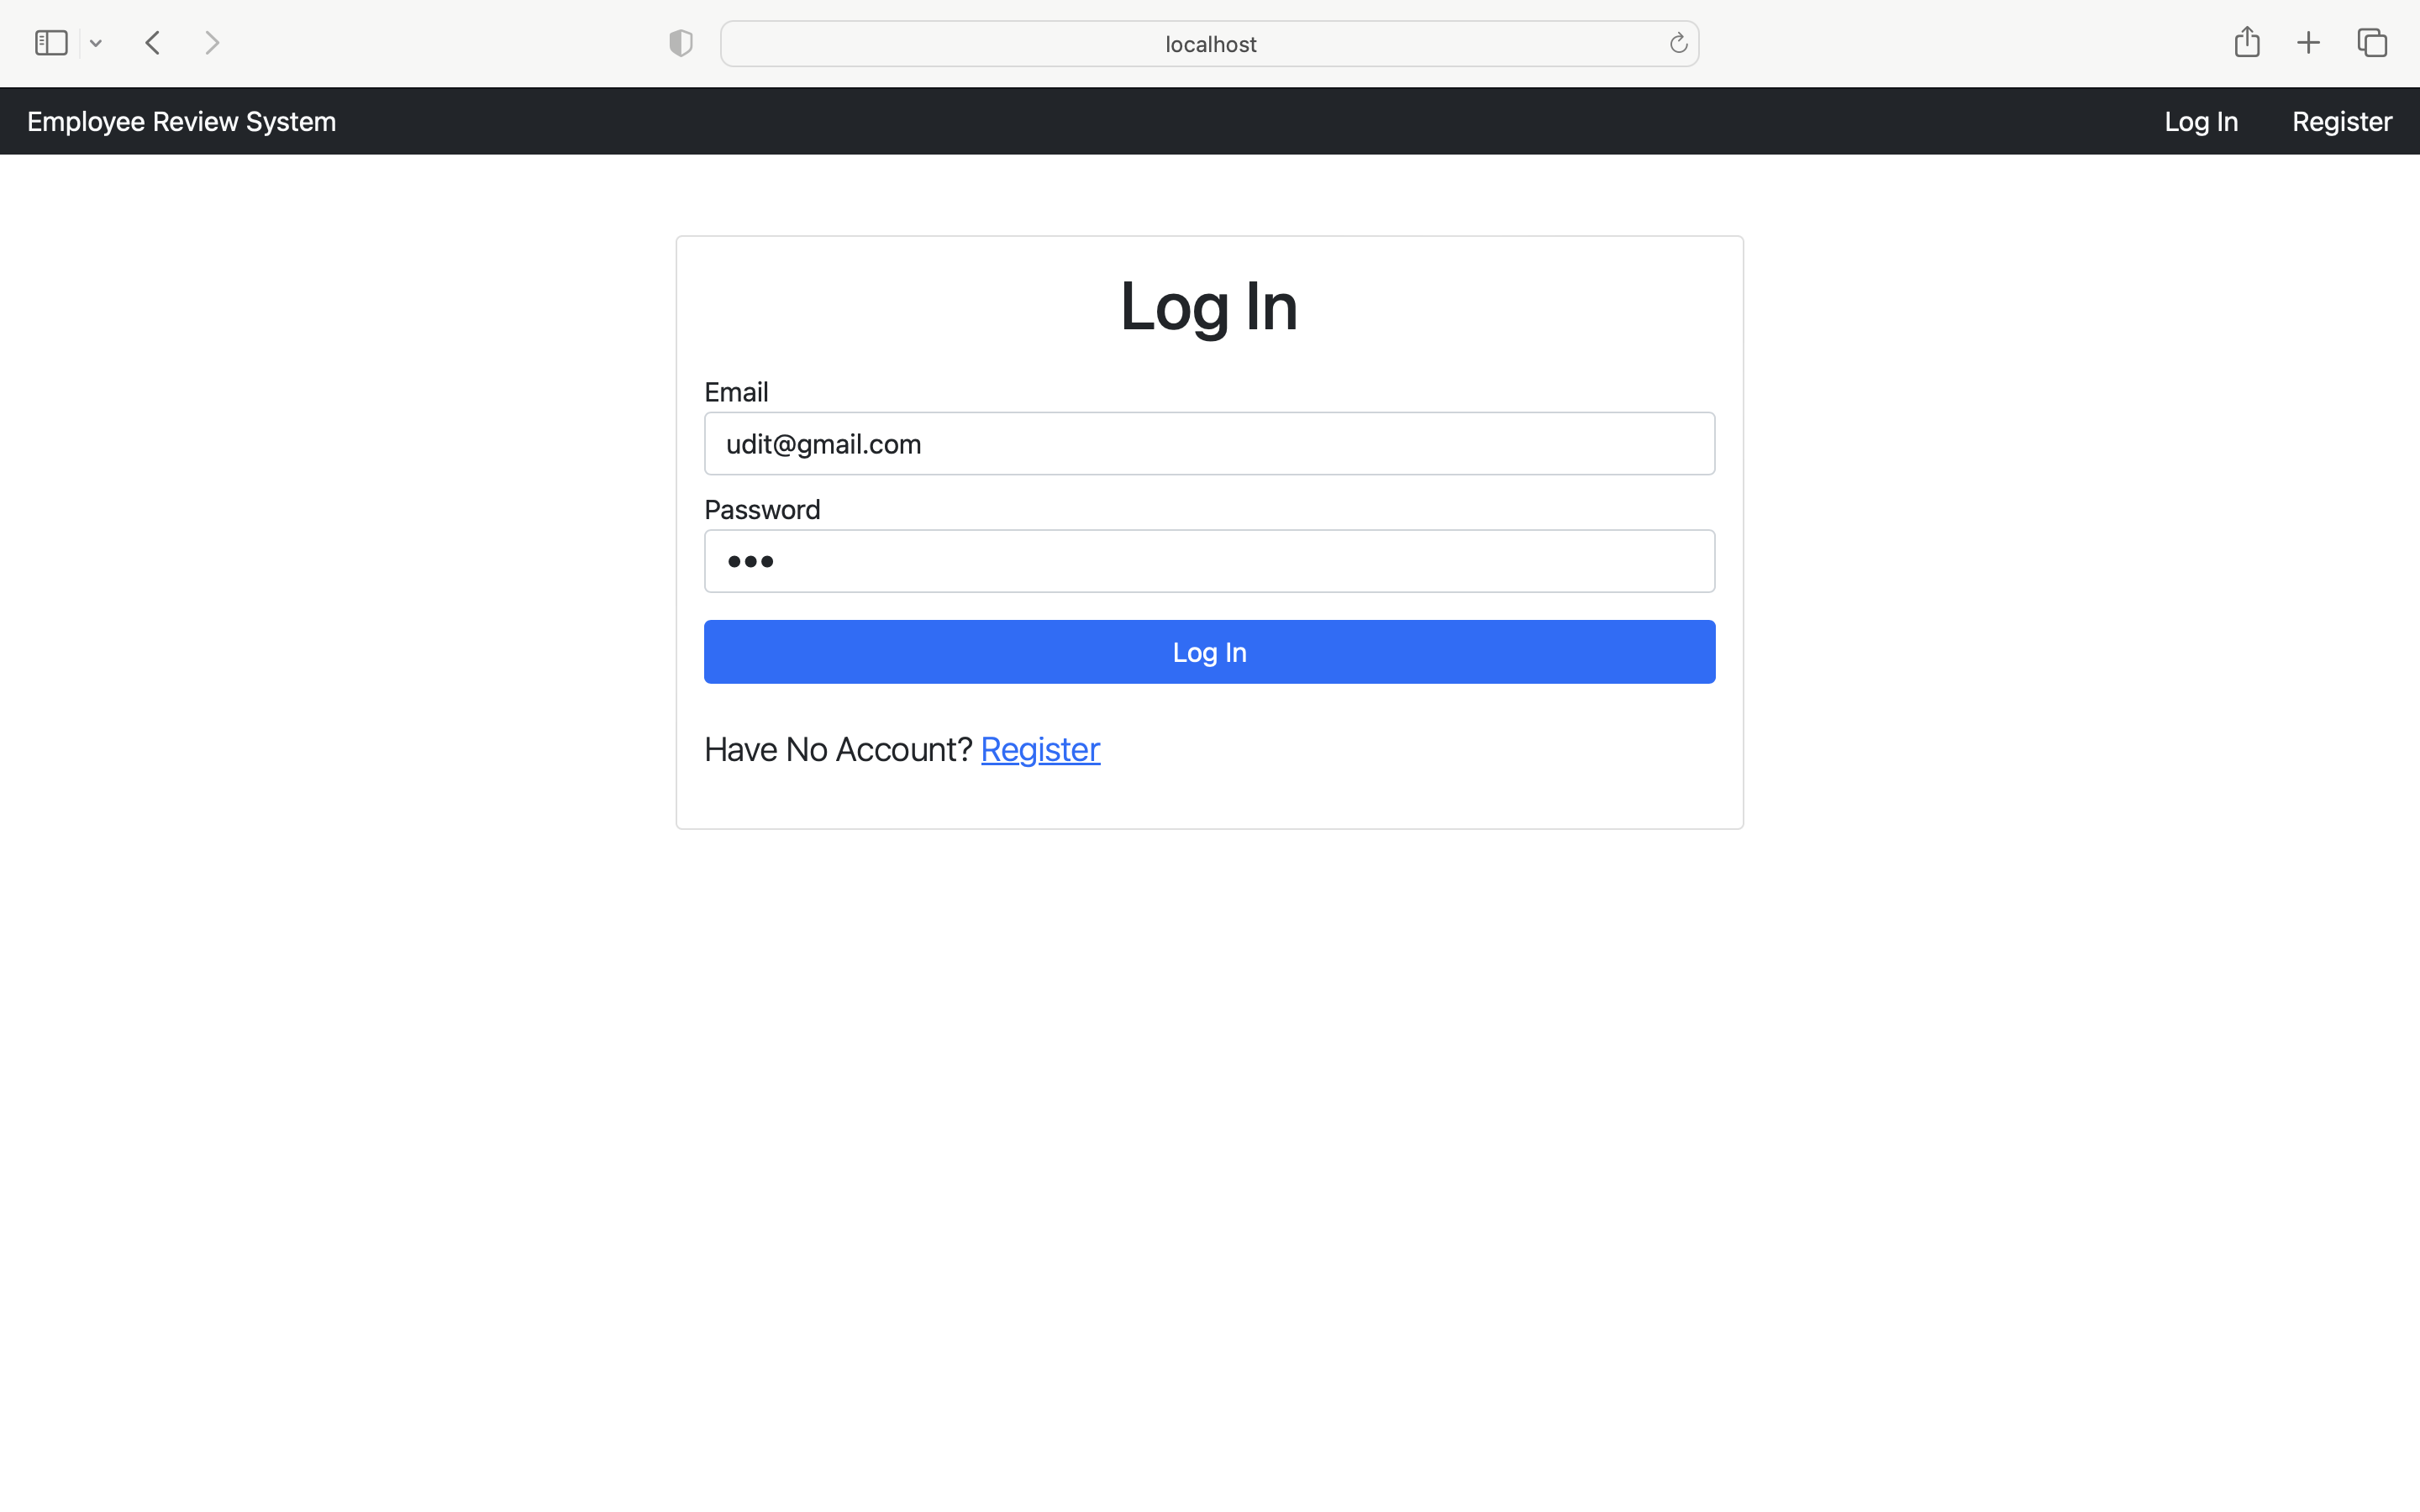 localhost
Employee Review System
Log In
Register
Log In
Email
udit@gmail.com
Password
•••
Log In
Have No Account? Register